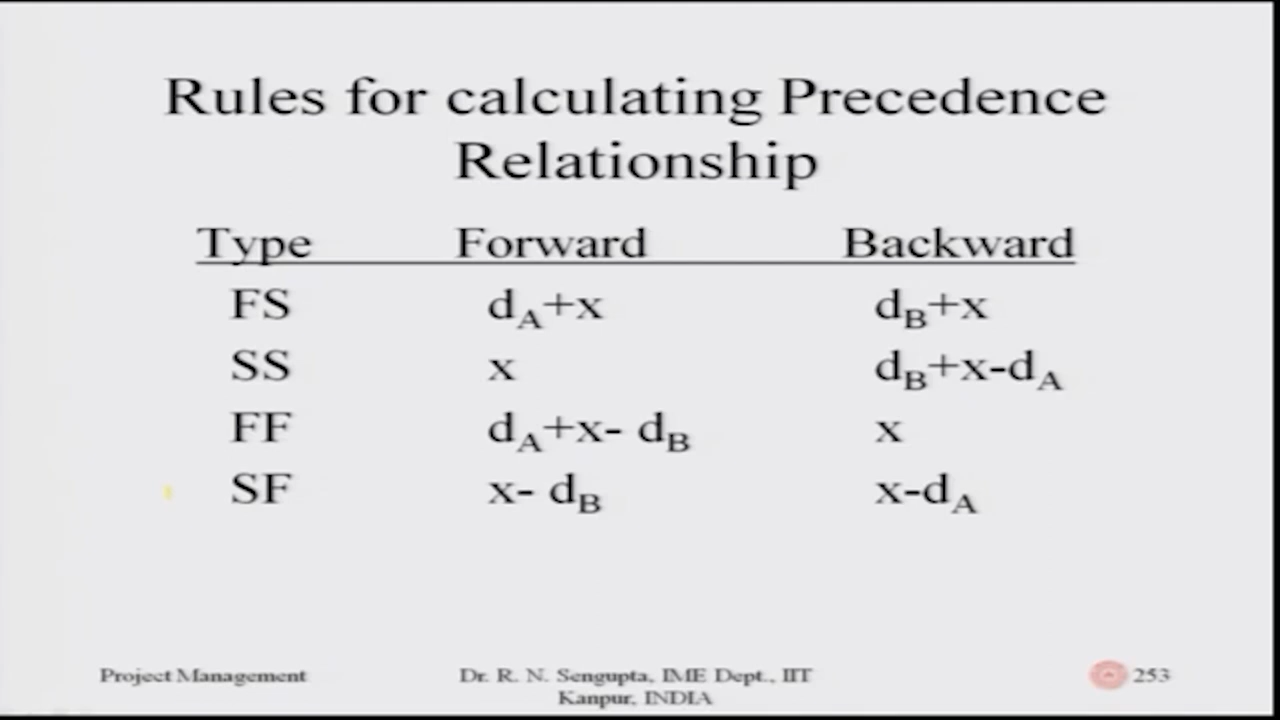 Rules for calculating Precedence
Relationship
Type Forward Backward
FS d_A+x d_B+x
SS x d_B+x-d_A
FF d_A+x- d_B x
SF x- d_B x-d_A
Project Management Dr. R. N. Sengupta, IME Dept., IIT 253
Kanpur, INDIA